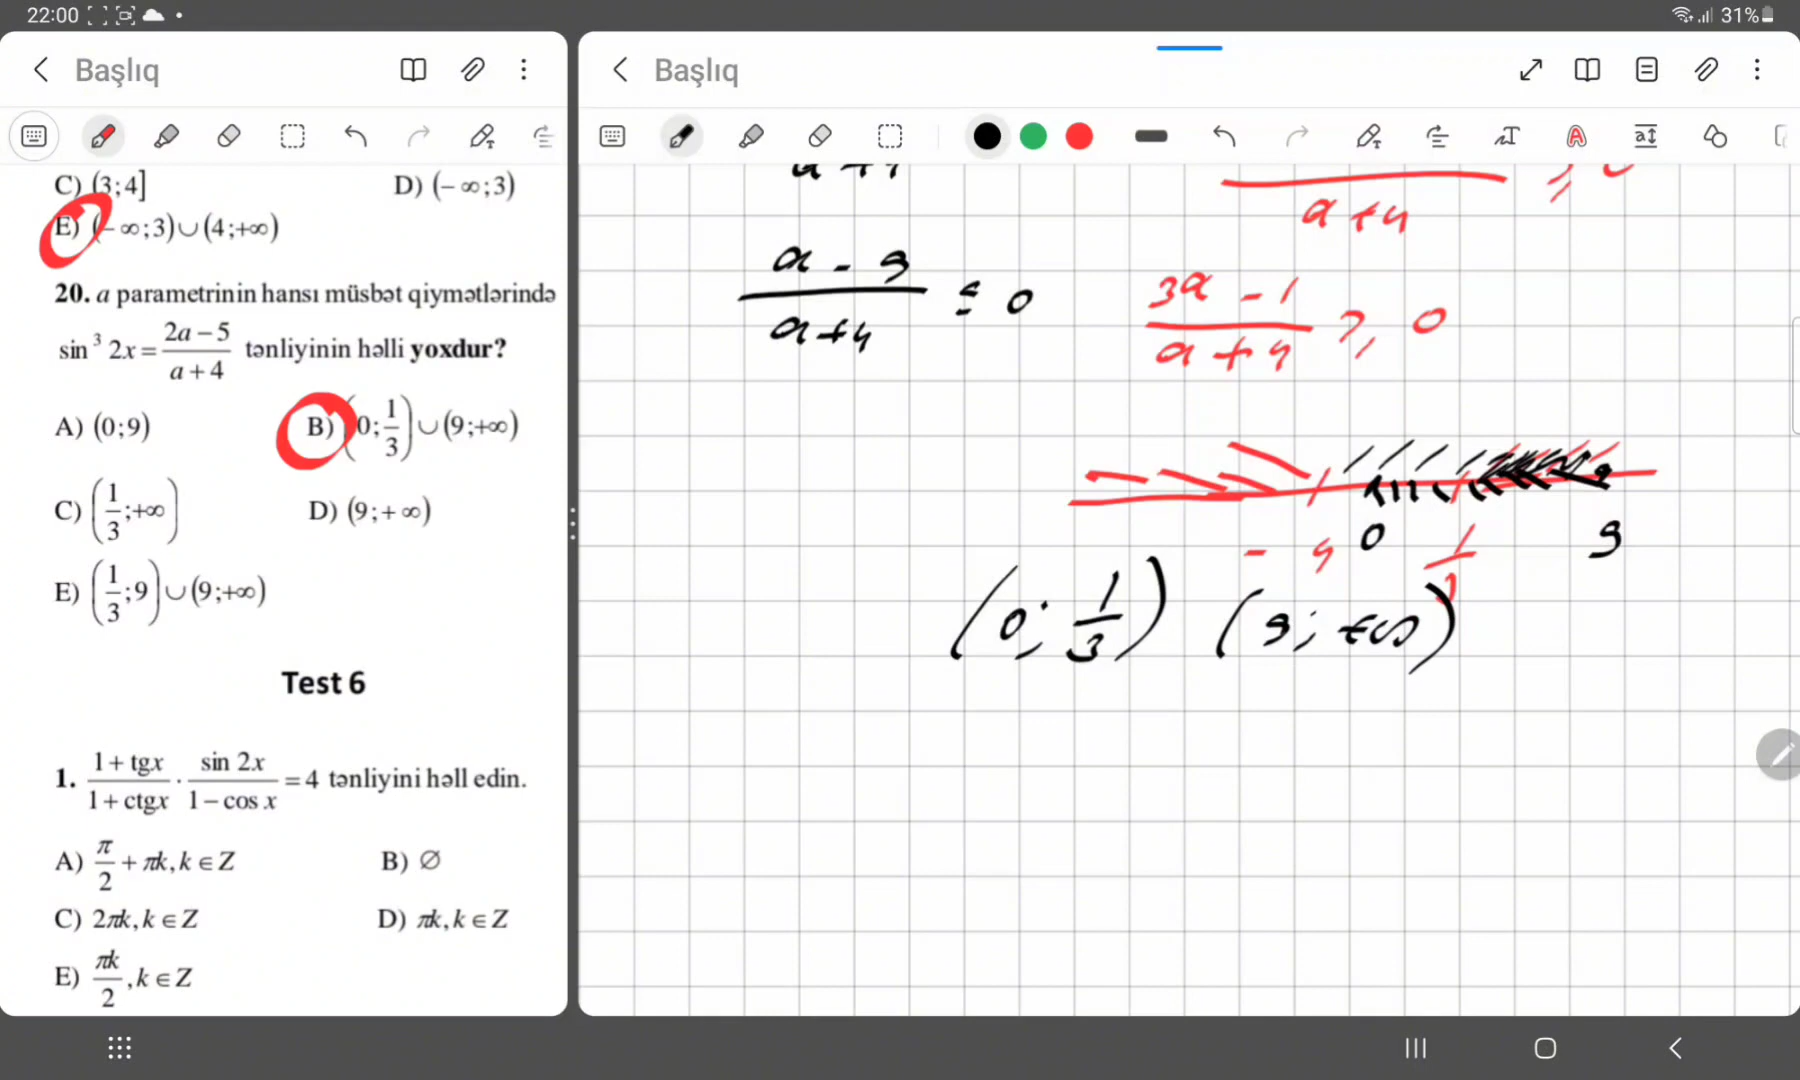 22:00
31%
Başlıq
Başlıq
C) (3;4] D) (− ∞;3)
E) (− ∞;3)∪(4;+∞)
20. a parametrinin hansı müsbət qiymətlərində
sin³ 2x = (2a − 5)/(a + 4) tənliyinin həlli yoxdur?
A) (0;9) B) (0; 1/3)∪(9;+∞)
C) (1/3;+∞) D) (9;+ ∞)
E) (1/3;9)∪(9;+∞)
Test 6
1. (1 + tgx)/(1 + ctgx) · (sin 2x)/(1 − cos x) = 4 tənliyini həll edin.
A) π/2 + πk, k ∈ Z B) ∅
C) 2πk, k ∈ Z D) πk, k ∈ Z
E) πk/2, k ∈ Z
a + 4
(a - 9)/(a + 4) ≤ 0
(3a - 1)/(a + 4) ≥ 0
- 4 0 1/3 9
(0; 1/3) (9; +∞)